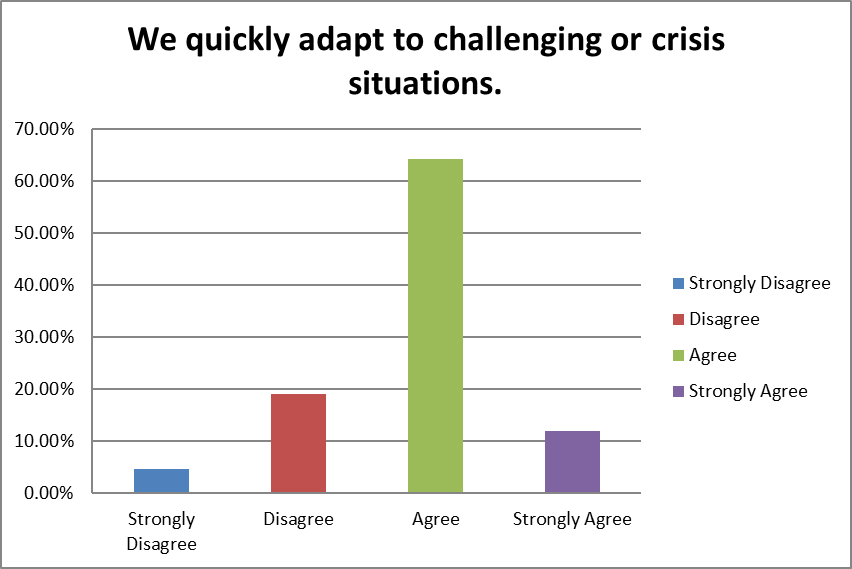 We quickly adapt to challenging or crisis
situations.
70.00%
60.00%
50.00%
40.00%
30.00%
20.00%
10.00%
0.00%
Strongly
Disagree
Disagree
Agree
Strongly Agree
Strongly Disagree
Disagree
Agree
Strongly Agree